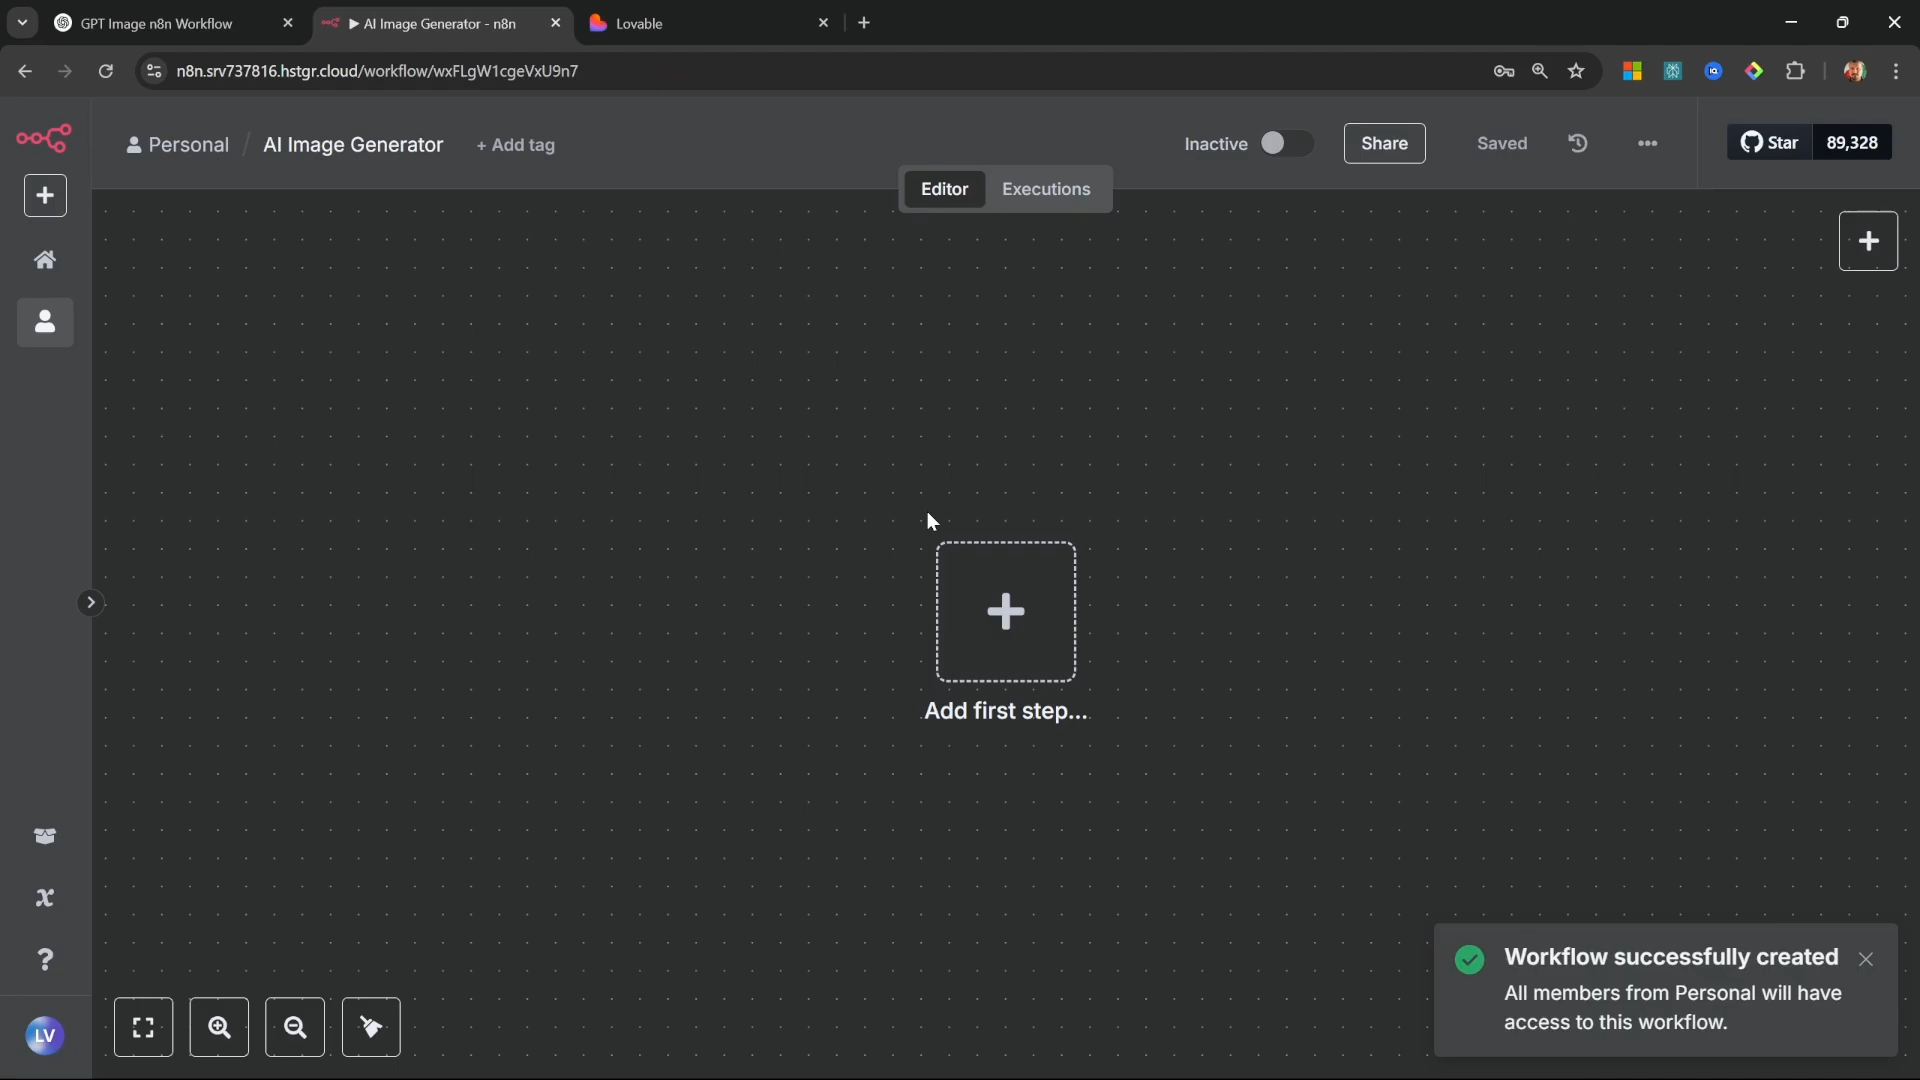 GPT Image n8n Workflow
▶ AI Image Generator - n8n
Lovable
n8n.srv737816.hstgr.cloud/workflow/wxFLgW1cgeVxU9n7
Personal / AI Image Generator + Add tag
Inactive
Share
Saved
Star 89,328
Editor Executions
Add first step...
Workflow successfully created
All members from Personal will have
access to this workflow.
LV